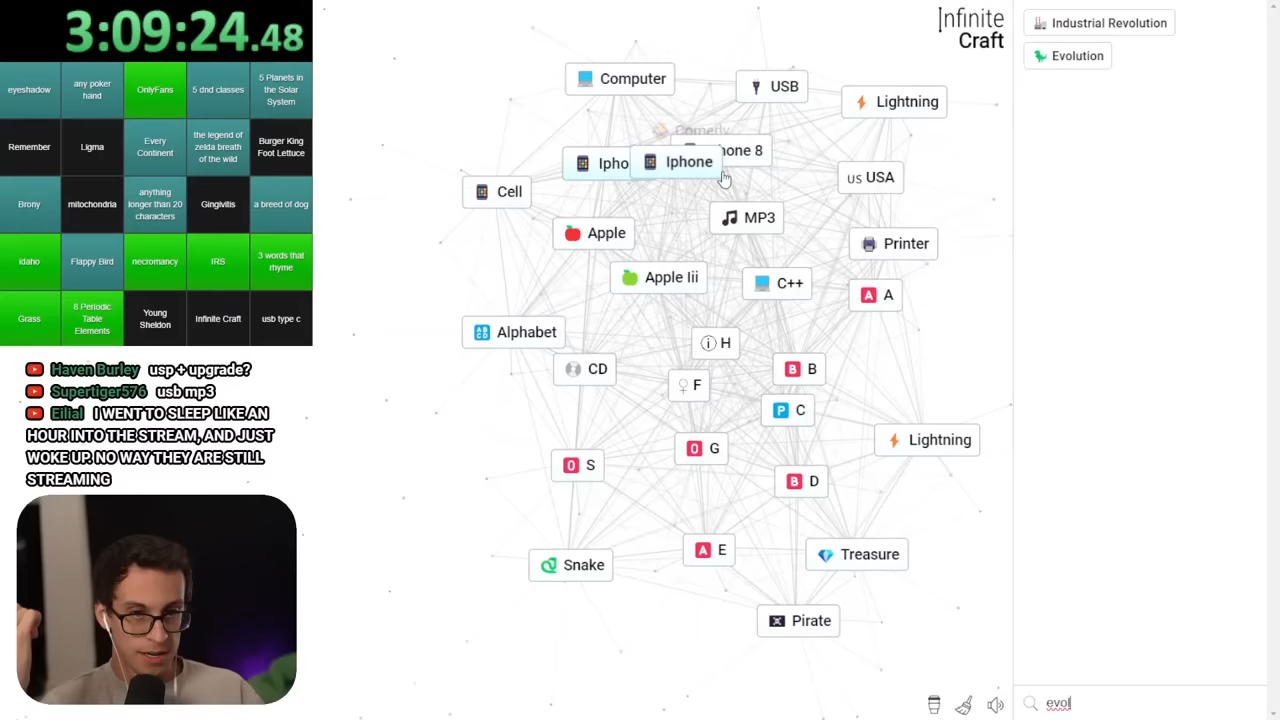 3:09:24.48
eyeshadow
any poker
hand
OnlyFans
5 dnd classes
5 Planets in
the Solar
System
Remember
Ligma
Every
Continent
the legend of
zelda breath
of the wild
Burger King
Foot Lettuce
Brony
mitochondria
anything
longer than 20
characters
Gingivitis
a breed of dog
idaho
Flappy Bird
necromancy
IRS
3 words that
rhyme
Grass
8 Periodic
Table
Elements
Young
Sheldon
Infinite Craft
usb type c
Haven Burley usp + upgrade?
Supertiger576 usb mp3
Eilial I WENT TO SLEEP LIKE AN
HOUR INTO THE STREAM, AND JUST
WOKE UP. NO WAY THEY ARE STILL
STREAMING
Infinite
Craft
Computer
USB
Lightning
Comedy
hone 8
Ipho
Iphone
US USA
Cell
MP3
Apple
Printer
Apple Iii
C++
A A
Alphabet
H
CD
F
B B
P C
Lightning
O S
O G
B D
A E
Treasure
Snake
Pirate
Industrial Revolution
Evolution
evol